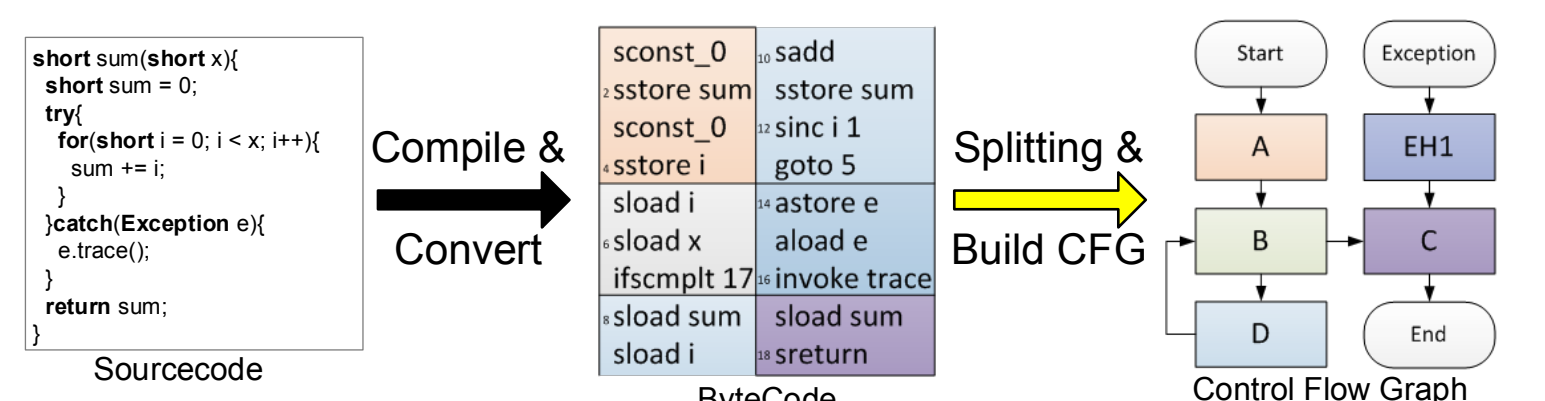 short sum(short x){
short sum = 0;
try{
for(short i = 0; i < x; i++){
sum += i;
}
}catch(Exception e){
e.trace();
}
return sum;
}
Sourcecode
Compile &
Convert
sconst_0
2 sstore sum
sconst_0
4 sstore i
sload i
6 sload x
ifscmplt 17
8 sload sum
sload i
10 sadd
sstore sum
12 sinc i 1
goto 5
14 astore e
aload e
16 invoke trace
sload sum
18 sreturn
ByteCode
Splitting &
Build CFG
Start
Exception
A
EH1
B
C
D
End
Control Flow Graph